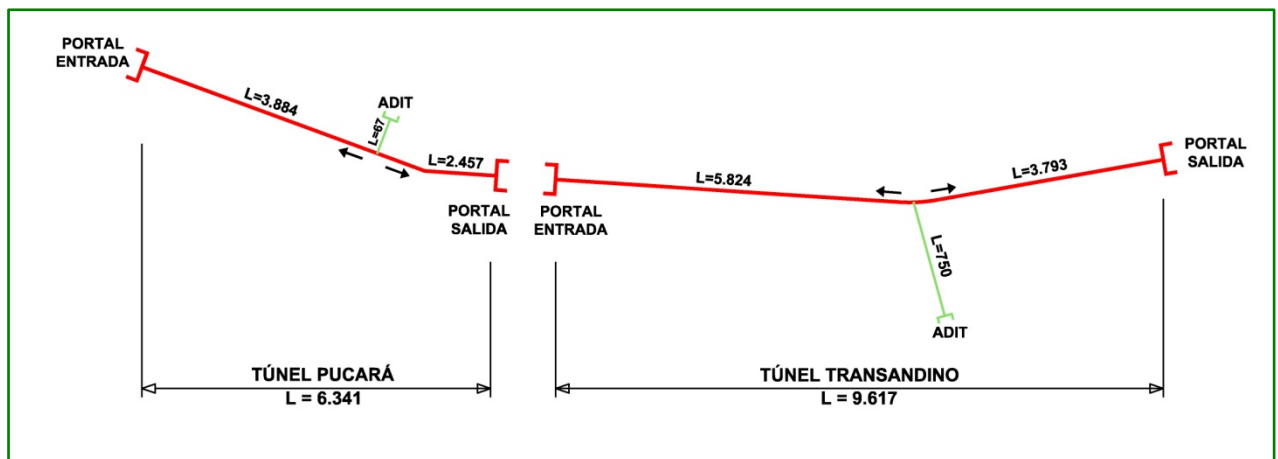 PORTAL
ENTRADA
L=3.884
ADIT
L=67
L=2.457
PORTAL
SALIDA
PORTAL
ENTRADA
L=5.824
L=3.793
PORTAL
SALIDA
L=750
ADIT
TÚNEL PUCARÁ
L = 6.341
TÚNEL TRANSANDINO
L = 9.617